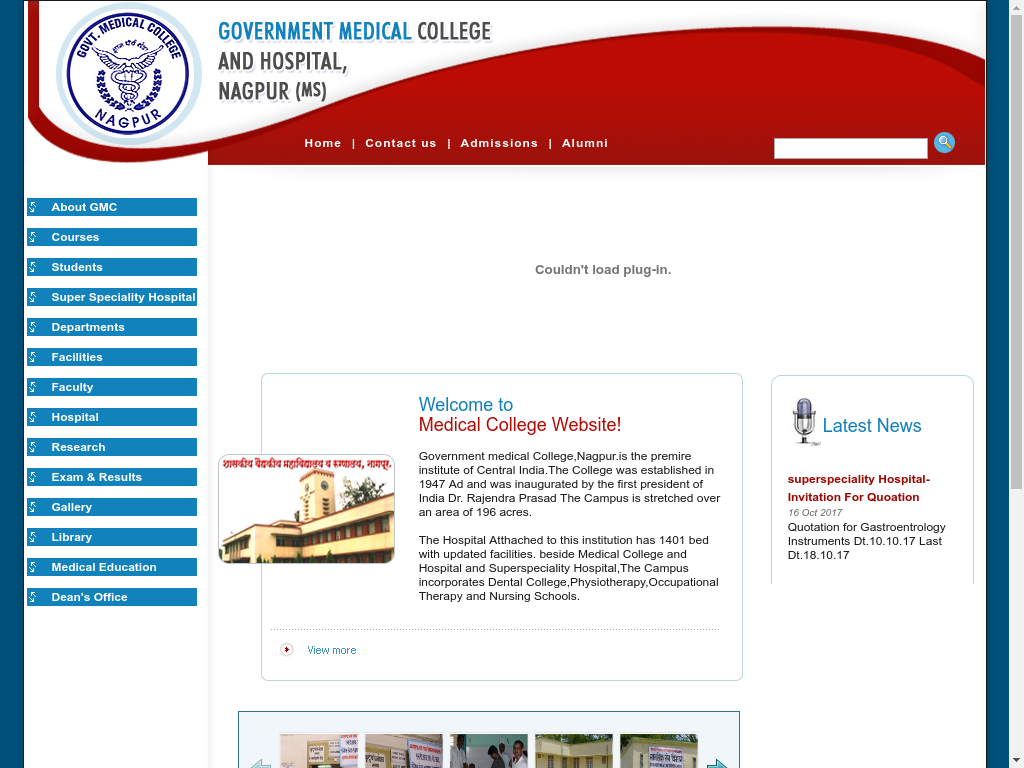 GOVT. MEDICAL COLLEGE
NAGPUR
GOVERNMENT MEDICAL COLLEGE
AND HOSPITAL,
NAGPUR (MS)
Home | Contact us | Admissions | Alumni
About GMC
Courses
Students
Super Speciality Hospital
Departments
Facilities
Faculty
Hospital
Research
Exam & Results
Gallery
Library
Medical Education
Dean's Office
Couldn't load plug-in.
Welcome to
Medical College Website!
Government medical College,Nagpur.is the premire
institute of Central India.The College was established in
1947 Ad and was inaugurated by the first president of
India Dr. Rajendra Prasad The Campus is stretched over
an area of 196 acres.
The Hospital Atthached to this institution has 1401 bed
with updated facilities. beside Medical College and
Hospital and Superspeciality Hospital,The Campus
incorporates Dental College,Physiotherapy,Occupational
Therapy and Nursing Schools.
शासकीय वैद्यकीय महाविद्यालय व रुग्णालय, नागपूर.
View more
Latest News
superspeciality Hospital-
Invitation For Quoation
16 Oct 2017
Quotation for Gastroentrology
Instruments Dt.10.10.17 Last
Dt.18.10.17